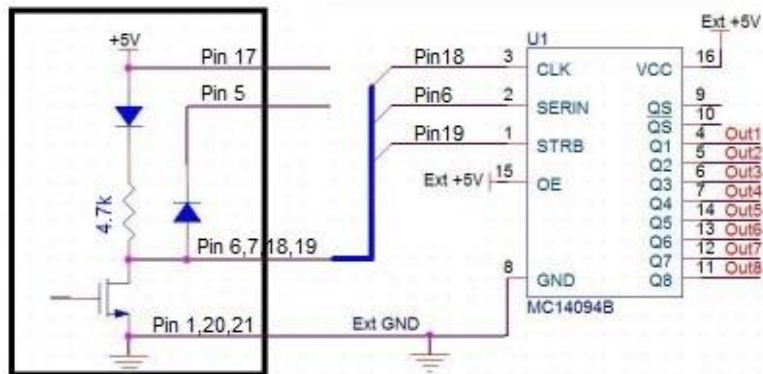 +5V
Pin 17
Pin 5
4.7k
Pin 6,7,18,19
Pin 1,20,21
Ext GND
Pin18
Pin6
Pin19
Ext +5V
U1
3 CLK
2 SERIN
1 STRB
15 OE
8 GND
MC14094B
Ext +5V
VCC 16
QS 9
QS 10
Q1 4 Out1
Q2 5 Out2
Q3 6 Out3
Q4 7 Out4
Q5 14 Out5
Q6 13 Out6
Q7 12 Out7
Q8 11 Out8